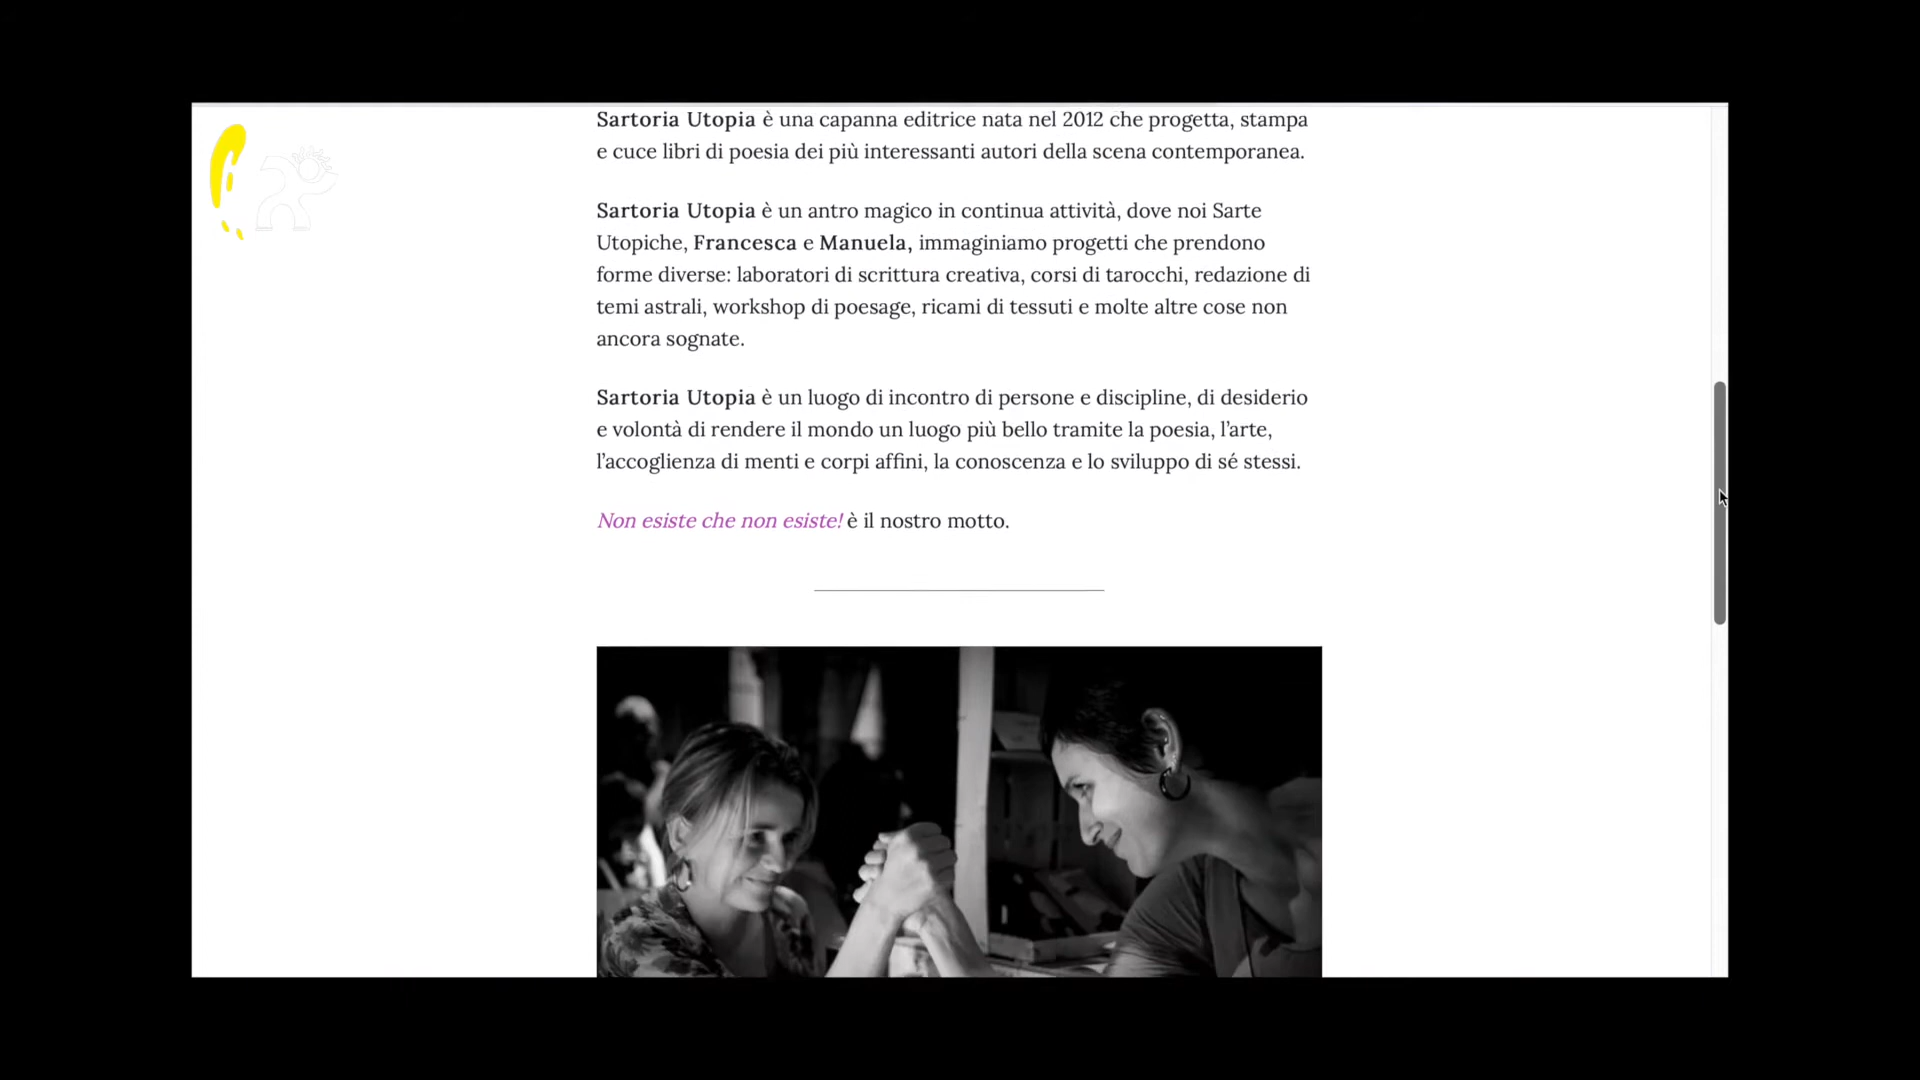 Sartoria Utopia è una capanna editrice nata nel 2012 che progetta, stampa
e cuce libri di poesia dei più interessanti autori della scena contemporanea.
Sartoria Utopia è un antro magico in continua attività, dove noi Sarte
Utopiche, Francesca e Manuela, immaginiamo progetti che prendono
forme diverse: laboratori di scrittura creativa, corsi di tarocchi, redazione di
temi astrali, workshop di poesage, ricami di tessuti e molte altre cose non
ancora sognate.
Sartoria Utopia è un luogo di incontro di persone e discipline, di desiderio
e volontà di rendere il mondo un luogo più bello tramite la poesia, l’arte,
l’accoglienza di menti e corpi affini, la conoscenza e lo sviluppo di sé stessi.
Non esiste che non esiste! è il nostro motto.